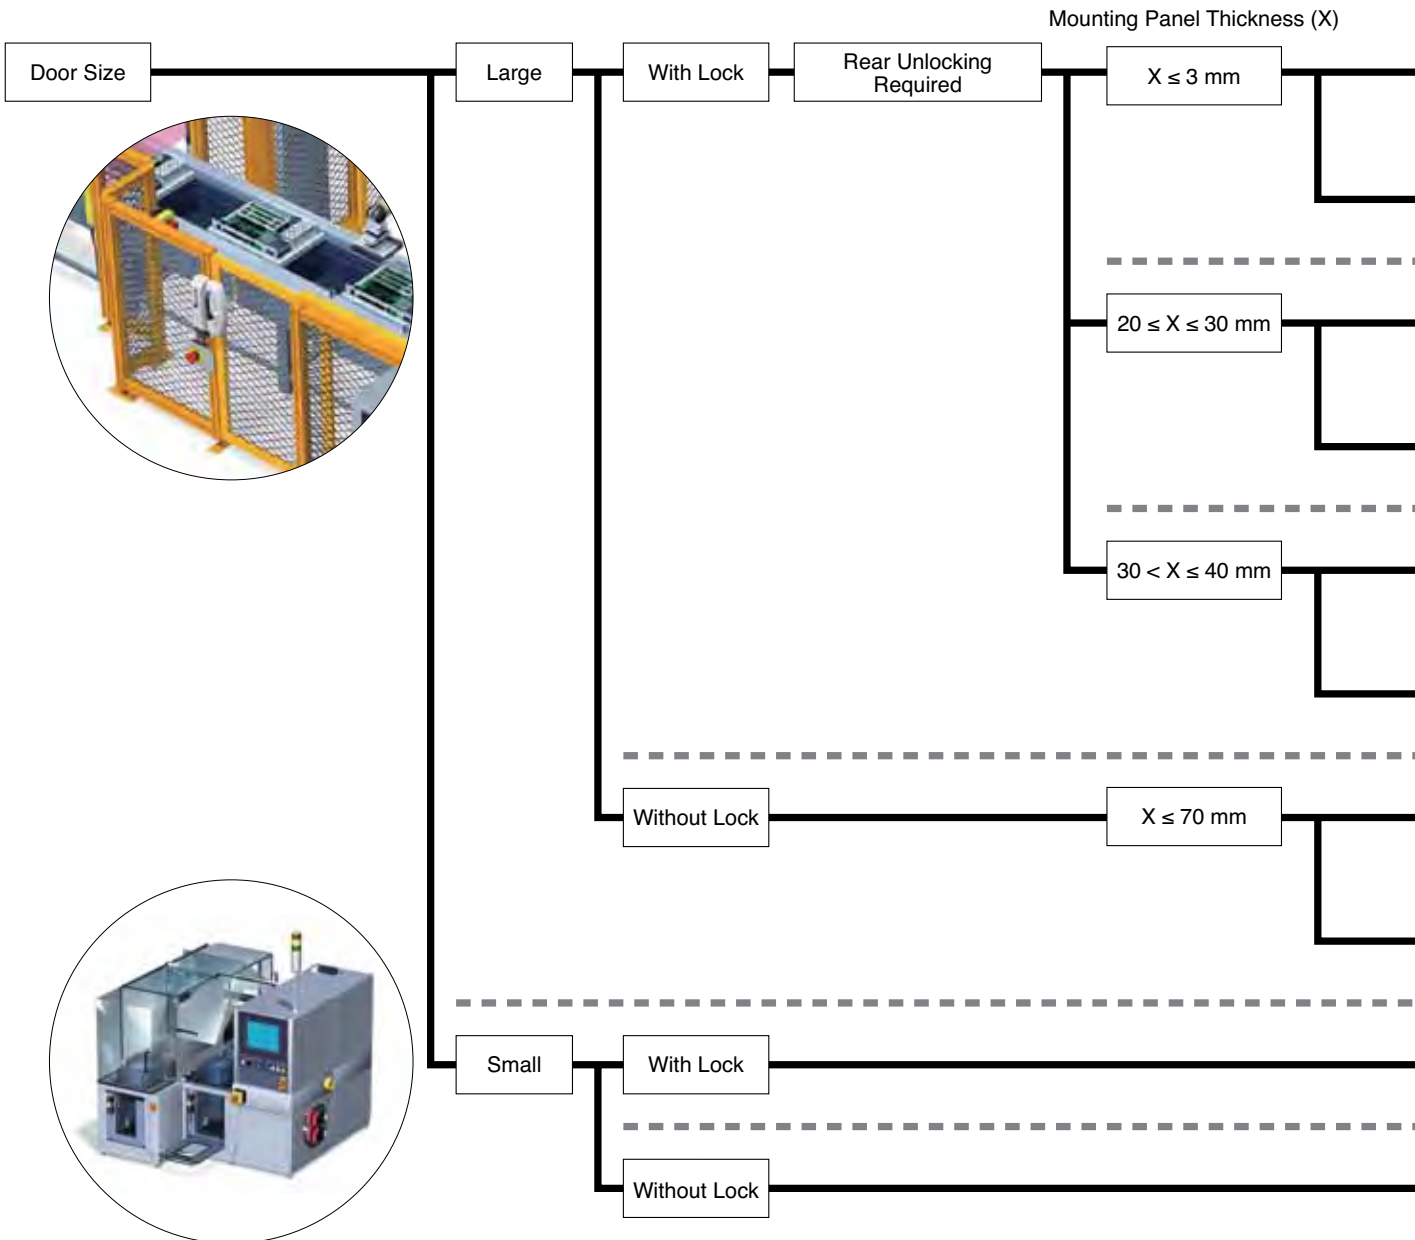 Mounting Panel Thickness (X)
Door Size
Large
With Lock
Rear Unlocking
Required
X ≤ 3 mm
20 ≤ X ≤ 30 mm
30 < X ≤ 40 mm
Without Lock
X ≤ 70 mm
Small
With Lock
Without Lock